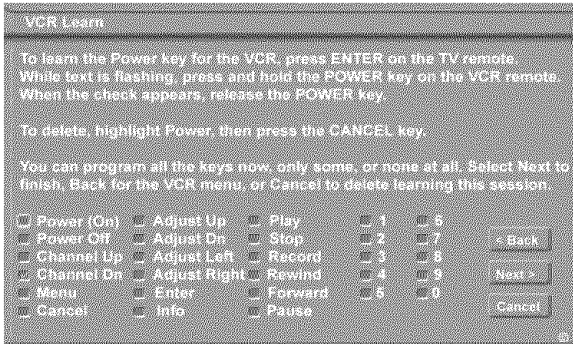 VCR Learn
To learn the Power key for the VCR, press ENTER on the TV remote.
While text is flashing, press and hold the POWER key on the VCR remote.
When the check appears, release the POWER key.
To delete, highlight Power, then press the CANCEL key.
You can program all the keys now, only some, or none at all. Select Next to
finish, Back for the VCR menu, or Cancel to delete learning this session.
Power (On) Adjust Up Play 1 6
Power Off Adjust Dn Stop 2 7 < Back
Channel Up Adjust Left Record 3 8
Channel Dn Adjust Right Rewind 4 9 Next >
Menu Enter Forward 5 0
Cancel Info Pause Cancel